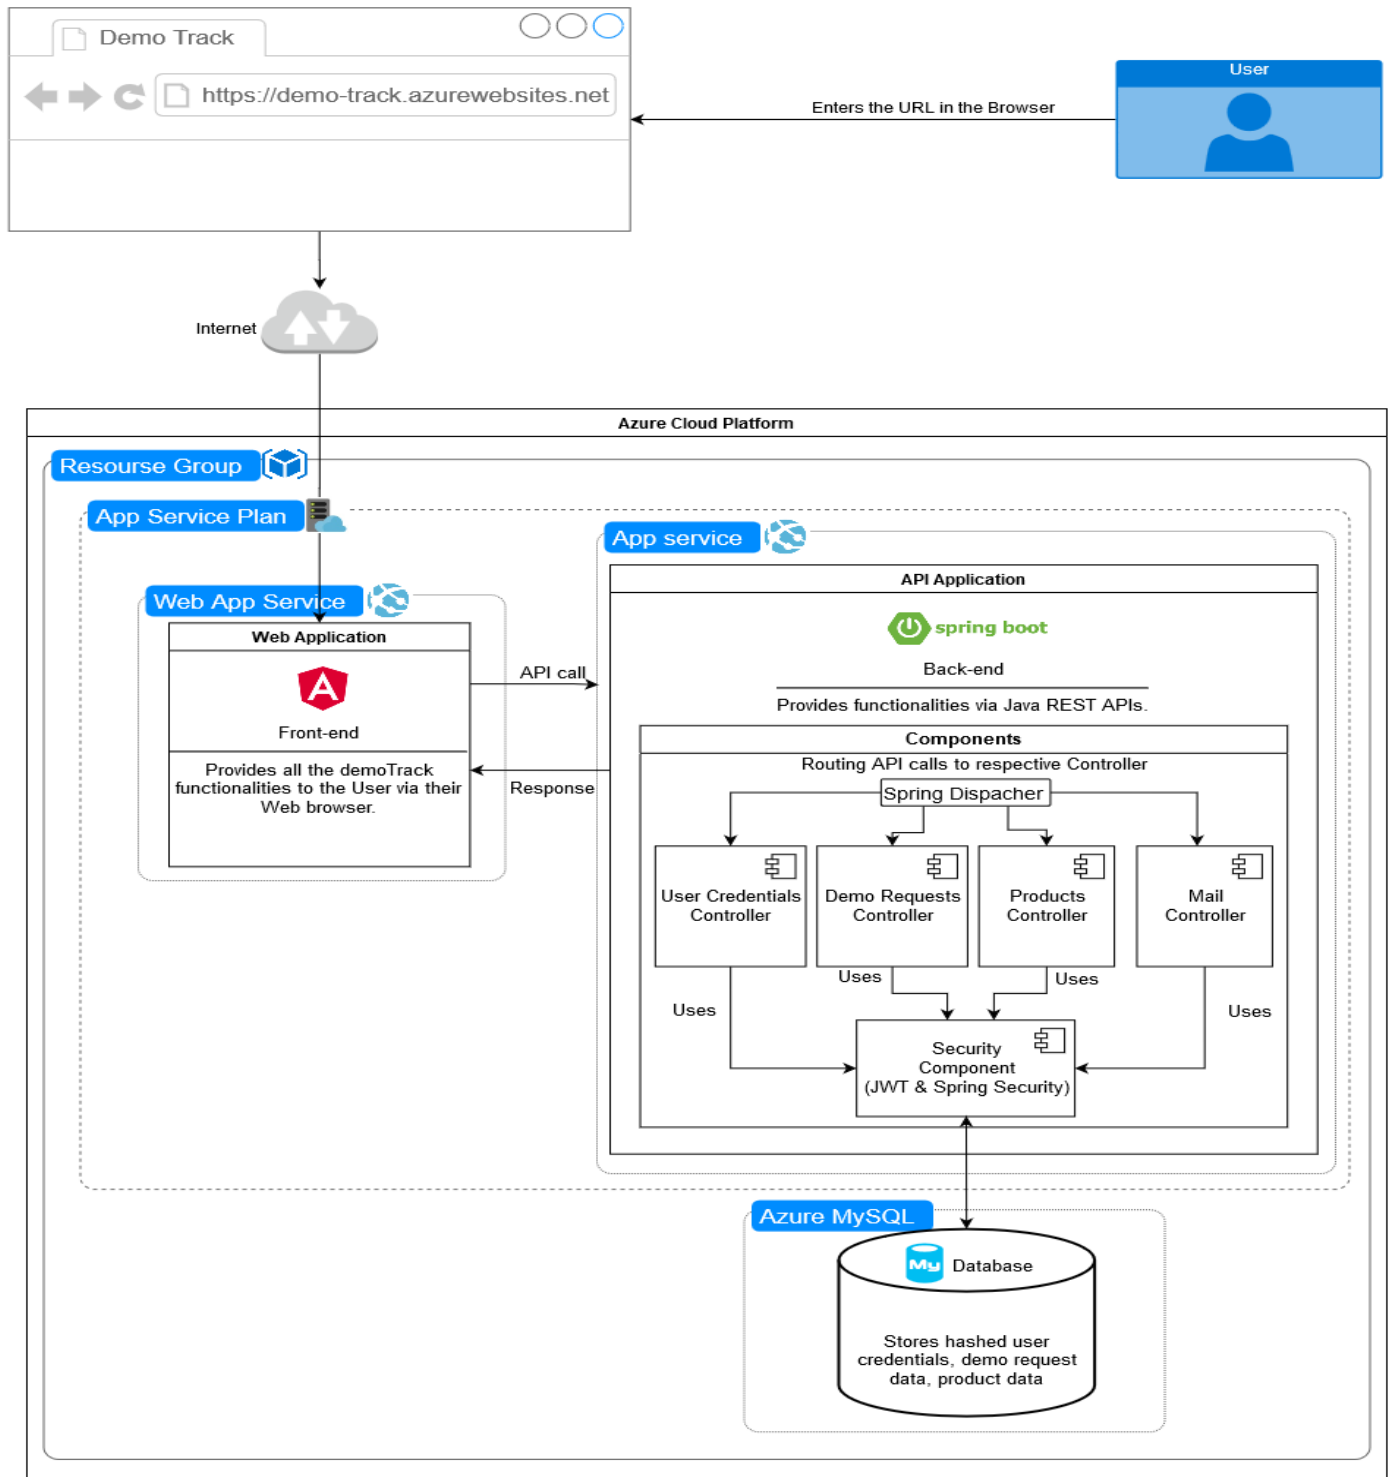 Demo Track
https://demo-track.azurewebsites.net
User
Enters the URL in the Browser
Internet
Azure Cloud Platform
Resourse Group
App Service Plan
App service
API Application
spring boot
Back-end
Provides functionalities via Java REST APIs.
Web App Service
Web Application
A
Front-end
Provides all the demoTrack
functionalities to the User via their
Web browser.
API call
Response
Components
Routing API calls to respective Controller
Spring Dispacher
User Credentials
Controller
Demo Requests
Controller
Products
Controller
Mail
Controller
Uses
Uses
Uses
Uses
Security
Component
(JWT & Spring Security)
Azure MySQL
My
Database
Stores hashed user
credentials, demo request
data, product data